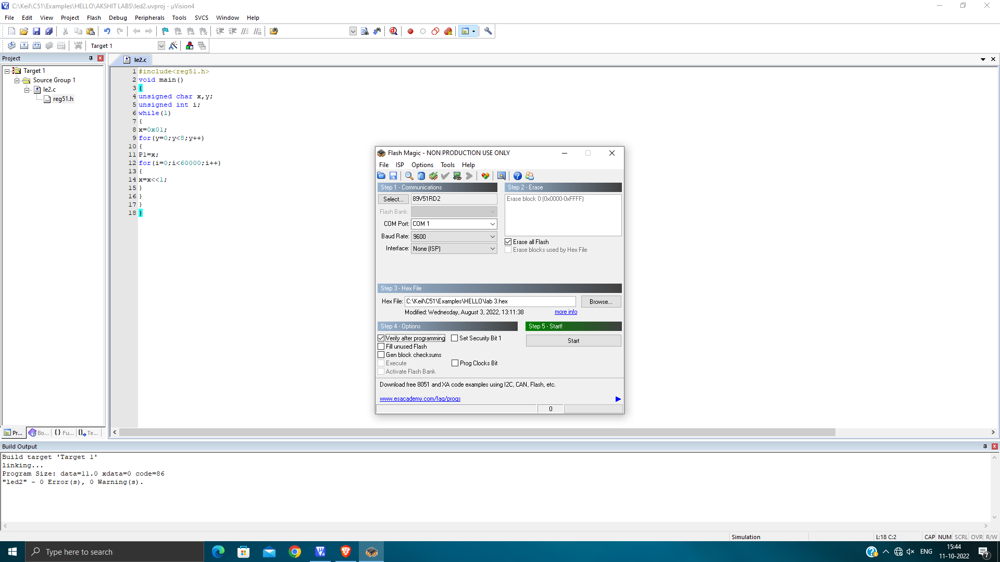 C:\Keil\C51\Examples\HELLO\AKSHIT LABS\led2.uvproj - µVision4
File Edit View Project Flash Debug Peripherals Tools SVCS Window Help
LOAD
Target 1
Project
Target 1
Source Group 1
le2.c
reg51.h
Pr... Bo... {} Fu... Te...
le2.c
1 #include<reg51.h>
2 void main()
3 {
4 unsigned char x,y;
5 unsigned int i;
6 while(1)
7 {
8 x=0x01;
9 for(y=0;y<8;y++)
10 {
11 P1=x;
12 for(i=0;i<60000;i++)
13 {
14 x=x<<1;
15 }
16 }
17 }
18 }
Flash Magic - NON PRODUCTION USE ONLY
File ISP Options Tools Help
Step 1 - Communications
Select... 89V51RD2
Flash Bank:
COM Port: COM 1
Baud Rate: 9600
Interface: None (ISP)
Step 2 - Erase
Erase block 0 (0x0000-0xFFFF)
Erase all Flash
Erase blocks used by Hex File
Step 3 - Hex File
Hex File: C:\Keil\C51\Examples\HELLO\lab 3.hex Browse...
Modified: Wednesday, August 3, 2022, 13:11:38 more info
Step 4 - Options
Verify after programming Set Security Bit 1
Fill unused Flash
Gen block checksums
Execute Prog Clocks Bit
Activate Flash Bank
Step 5 - Start!
Start
Download free 8051 and XA code examples using I2C, CAN, Flash, etc.
www.esacademy.com/faq/progs
0
Build Output
Build target 'Target 1'
linking...
Program Size: data=11.0 xdata=0 code=86
"led2" - 0 Error(s), 0 Warning(s).
Simulation L:18 C:2 CAP NUM SCRL OVR R/W
Type here to search
ENG
15:44
11-10-2022
7